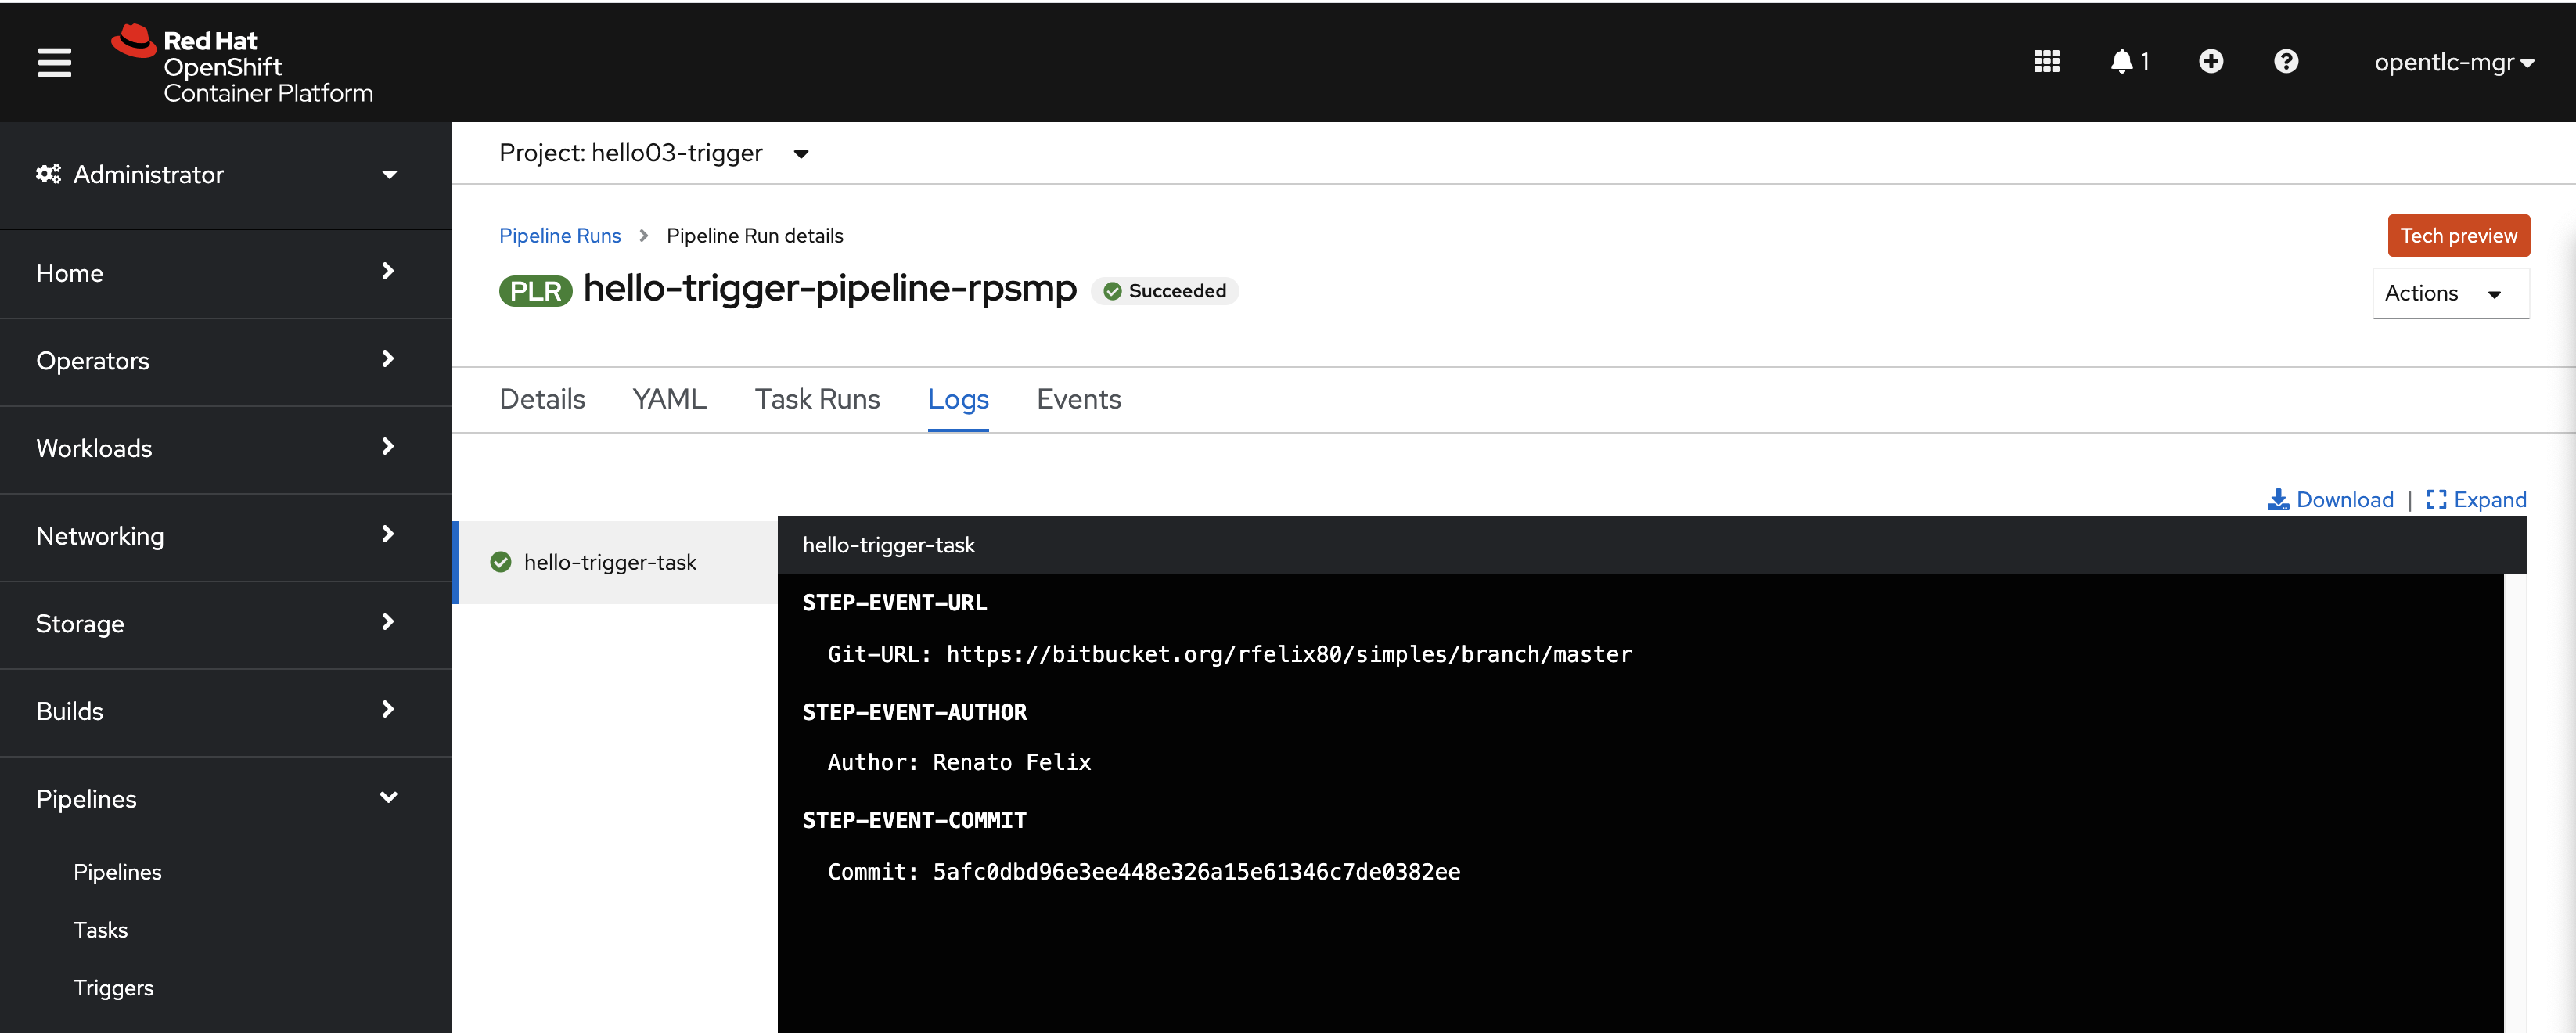 Red Hat
OpenShift
Container Platform
1
opentlc-mgr
Administrator
Home
Operators
Workloads
Networking
Storage
Builds
Pipelines
Pipelines
Tasks
Triggers
Project: hello03-trigger
Pipeline Runs > Pipeline Run details
Tech preview
PLR hello-trigger-pipeline-rpsmp Succeeded
Actions
Details YAML Task Runs Logs Events
Download | Expand
hello-trigger-task
hello-trigger-task
STEP-EVENT-URL
Git-URL: https://bitbucket.org/rfelix80/simples/branch/master
STEP-EVENT-AUTHOR
Author: Renato Felix
STEP-EVENT-COMMIT
Commit: 5afc0dbd96e3ee448e326a15e61346c7de0382ee